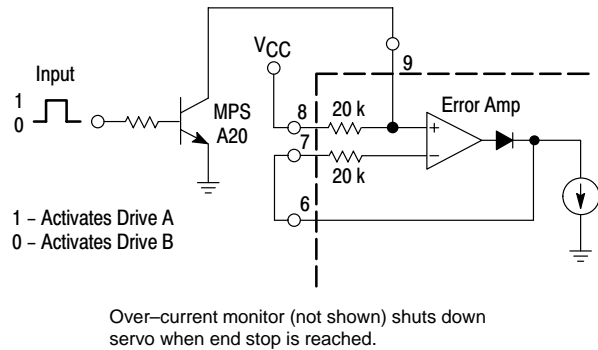 Input
1
0
MPS
A20
VCC
9
8
7
6
20 k
20 k
Error Amp
+
–
1 – Activates Drive A
0 – Activates Drive B
Over–current monitor (not shown) shuts down
servo when end stop is reached.